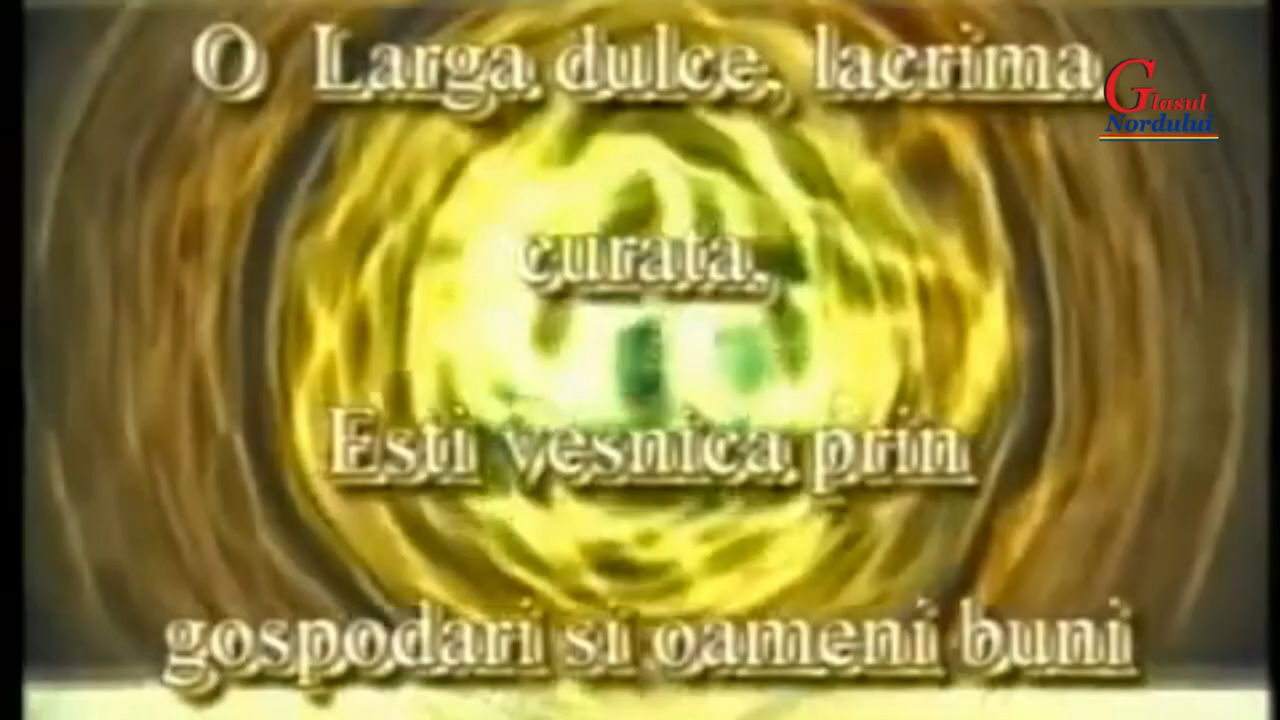 O Larga dulce, lacrima
Glasul
Nordului
curata,
Esti vesnica prin
gospodari si oameni buni